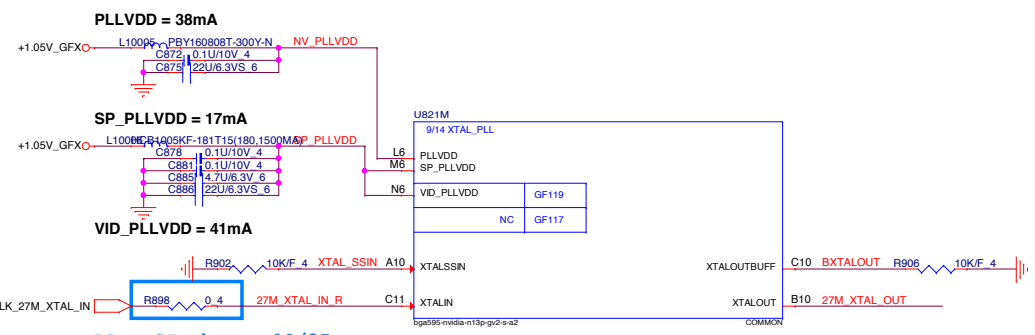 PLLVDD = 38mA
+1.05V_GFX L10005 PBY160808T-300Y-N NV_PLLVDD
C872 0.1U/10V_4
C875 22U/6.3VS_6
SP_PLLVDD = 17mA
+1.05V_GFX HCB1005KF-181T15(180,1500MA) SP_PLLVDD
C878 0.1U/10V_4
C881 0.1U/10V_4
C885 4.7U/6.3V_6
C886 22U/6.3VS_6
VID_PLLVDD = 41mA
U821M
9/14 XTAL_PLL
L6 PLLVDD
M6 SP_PLLVDD
N6 VID_PLLVDD GF119
NC GF117
R902 10K/F_4 XTAL_SSIN A10 XTALSSIN
XTALOUTBUFF C10 BXTALOUT R906 10K/F_4
LK_27M_XTAL_IN R898 0_4 27M_XTAL_IN_R C11 XTALIN
XTALOUT B10 27M_XTAL_OUT
bga595-nvidia-n13p-gv2-s-a2 COMMON